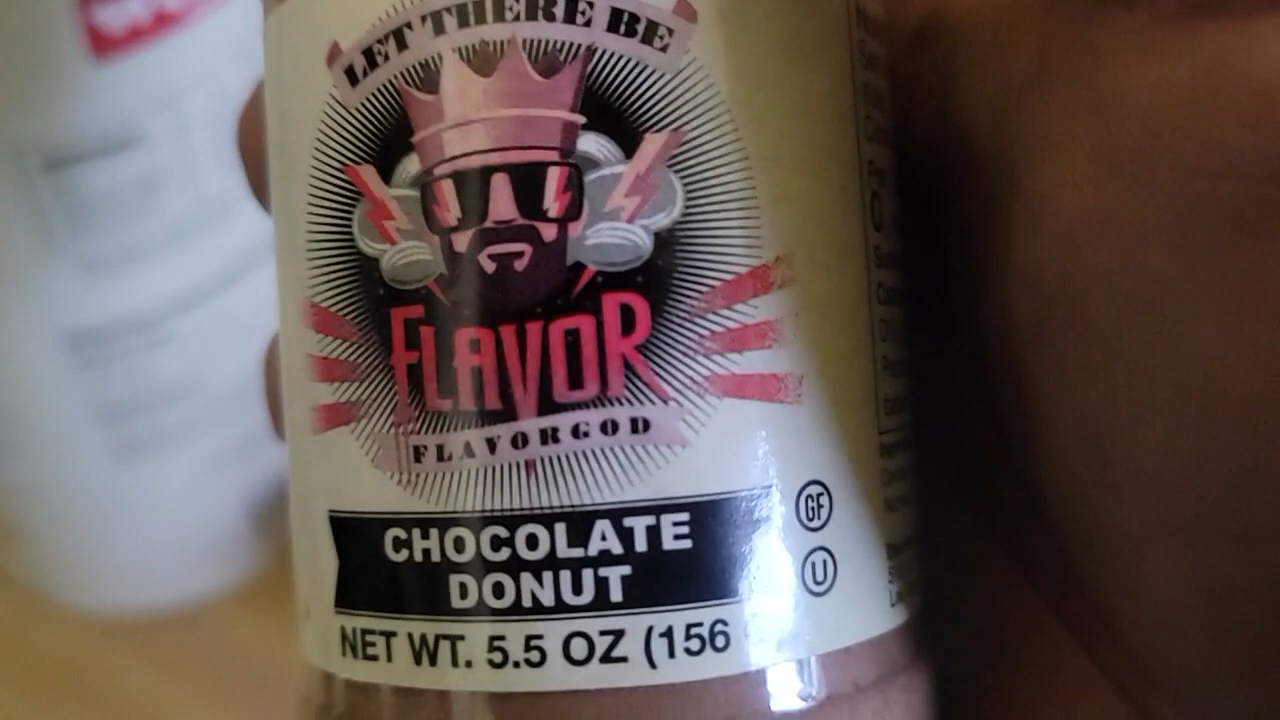 LET THERE BE
FLAVOR
FLAVORGOD
CHOCOLATE
DONUT
GF
U
NET WT. 5.5 OZ (156